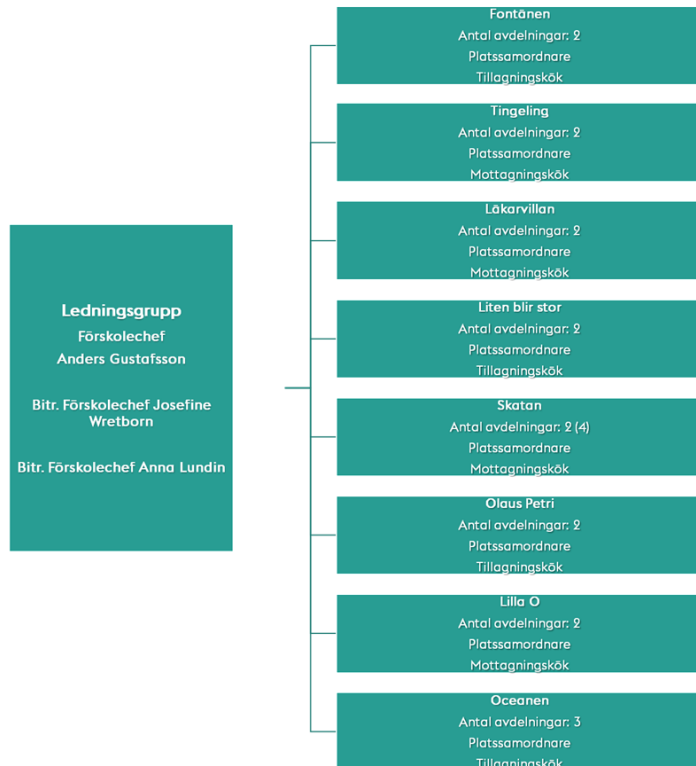 Ledningsgrupp
Förskolechef
Anders Gustafsson
Bitr. Förskolechef Josefine
Wretborn
Bitr. Förskolechef Anna Lundin
Fontänen
Antal avdelningar: 2
Platssamordnare
Tillagningskök
Tingeling
Antal avdelningar: 2
Platssamordnare
Mottagningskök
Läkarvillan
Antal avdelningar: 2
Platssamordnare
Mottagningskök
Liten blir stor
Antal avdelningar: 2
Platssamordnare
Tillagningskök
Skatan
Antal avdelningar: 2 (4)
Platssamordnare
Mottagningskök
Olaus Petri
Antal avdelningar: 2
Platssamordnare
Tillagningskök
Lilla O
Antal avdelningar: 2
Platssamordnare
Mottagningskök
Oceanen
Antal avdelningar: 3
Platssamordnare
Tillagningskök